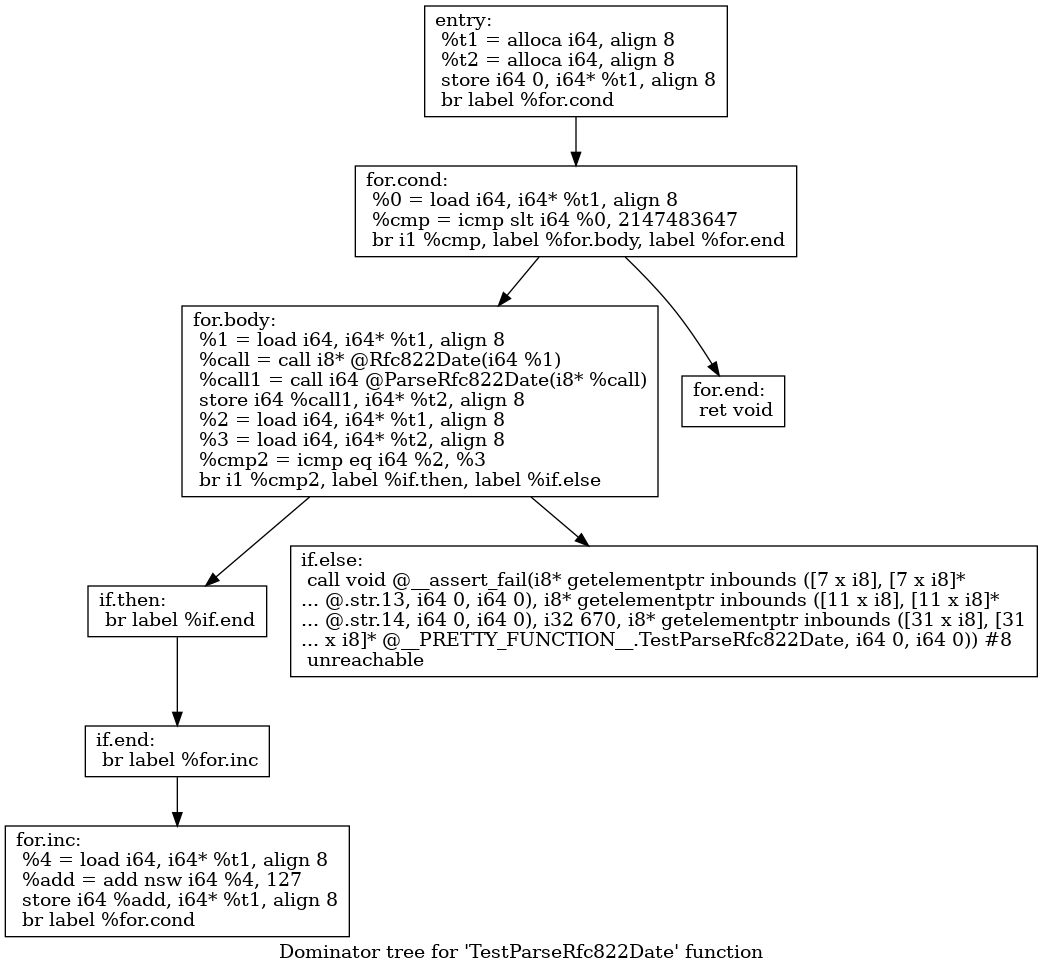 entry:
%t1 = alloca i64, align 8
%t2 = alloca i64, align 8
store i64 0, i64* %t1, align 8
br label %for.cond
for.cond:
%0 = load i64, i64* %t1, align 8
%cmp = icmp slt i64 %0, 2147483647
br i1 %cmp, label %for.body, label %for.end
for.body:
%1 = load i64, i64* %t1, align 8
%call = call i8* @Rfc822Date(i64 %1)
%call1 = call i64 @ParseRfc822Date(i8* %call)
store i64 %call1, i64* %t2, align 8
%2 = load i64, i64* %t1, align 8
%3 = load i64, i64* %t2, align 8
%cmp2 = icmp eq i64 %2, %3
br i1 %cmp2, label %if.then, label %if.else
for.end:
ret void
if.then:
br label %if.end
if.else:
call void @__assert_fail(i8* getelementptr inbounds ([7 x i8], [7 x i8]*
... @.str.13, i64 0, i64 0), i8* getelementptr inbounds ([11 x i8], [11 x i8]*
... @.str.14, i64 0, i64 0), i32 670, i8* getelementptr inbounds ([31 x i8], [31
... x i8]* @__PRETTY_FUNCTION__.TestParseRfc822Date, i64 0, i64 0)) #8
unreachable
if.end:
br label %for.inc
for.inc:
%4 = load i64, i64* %t1, align 8
%add = add nsw i64 %4, 127
store i64 %add, i64* %t1, align 8
br label %for.cond
Dominator tree for 'TestParseRfc822Date' function